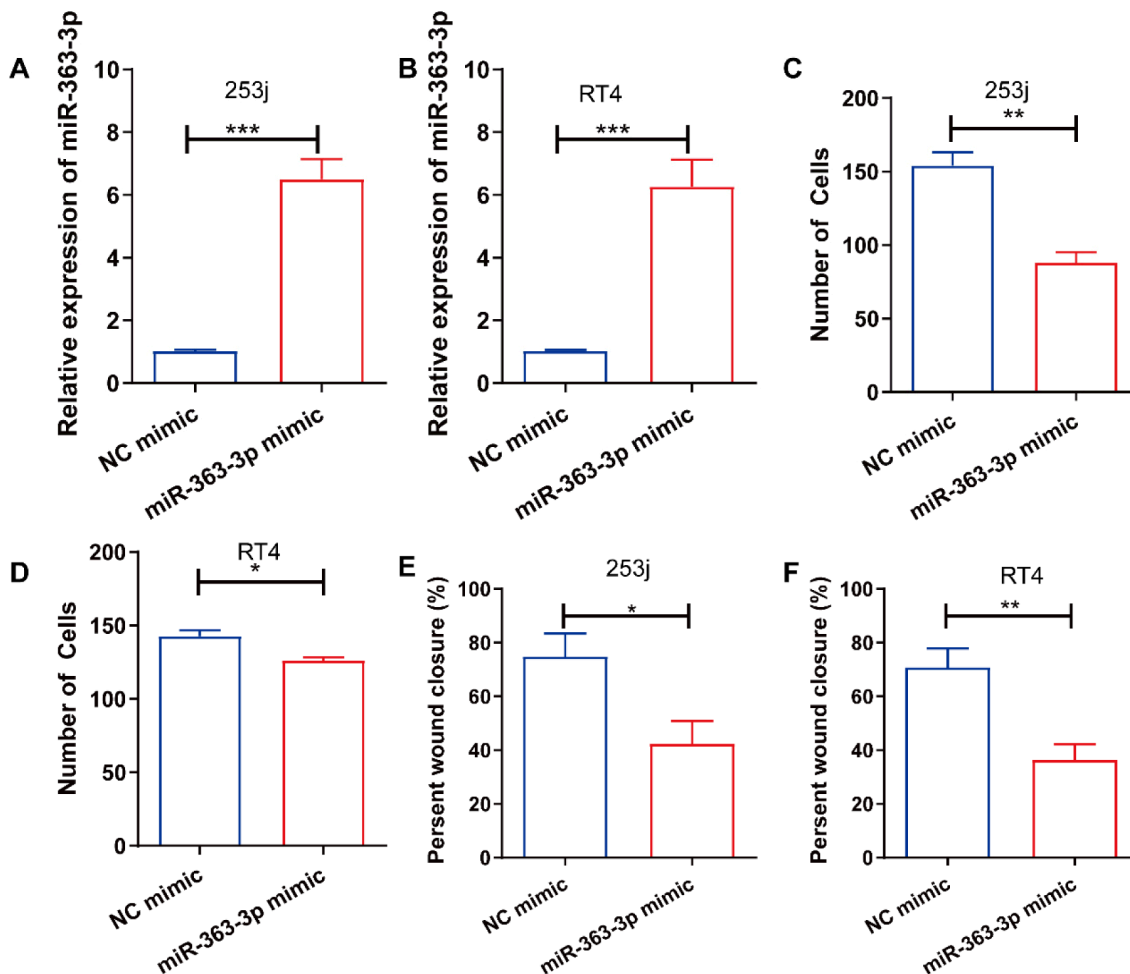 A
Relative expression of miR-363-3p
10
8
6
4
2
0
253j
***
NC mimic
miR-363-3p mimic
B
Relative expression of miR-363-3p
10
8
6
4
2
0
RT4
***
NC mimic
miR-363-3p mimic
C
Number of Cells
200
150
100
50
0
253j
**
NC mimic
miR-363-3p mimic
D
Number of Cells
200
150
100
50
0
RT4
*
NC mimic
miR-363-3p mimic
E
Persent wound closure (%)
100
80
60
40
20
0
253j
*
NC mimic
miR-363-3p mimic
F
Persent wound closure (%)
100
80
60
40
20
0
RT4
**
NC mimic
miR-363-3p mimic